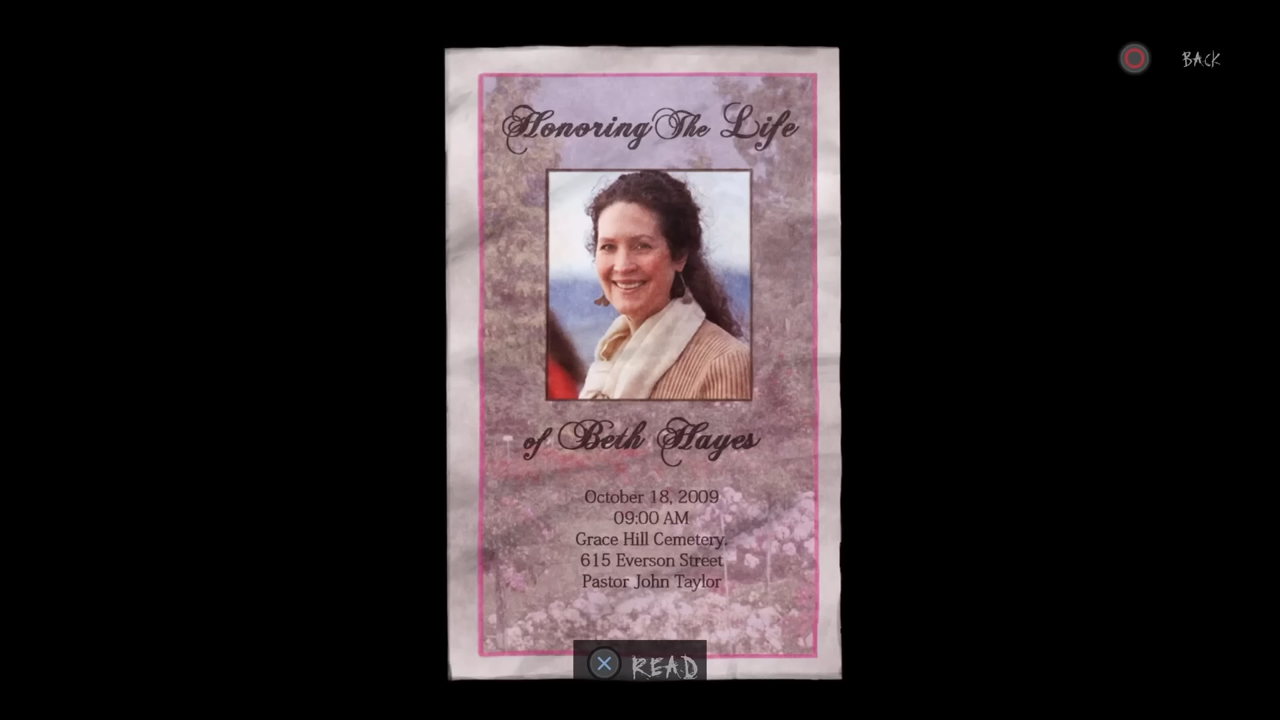 BACK
Honoring The Life
of Beth Hayes
October 18, 2009
09:00 AM
Grace Hill Cemetery.
615 Everson Street
Pastor John Taylor
READ